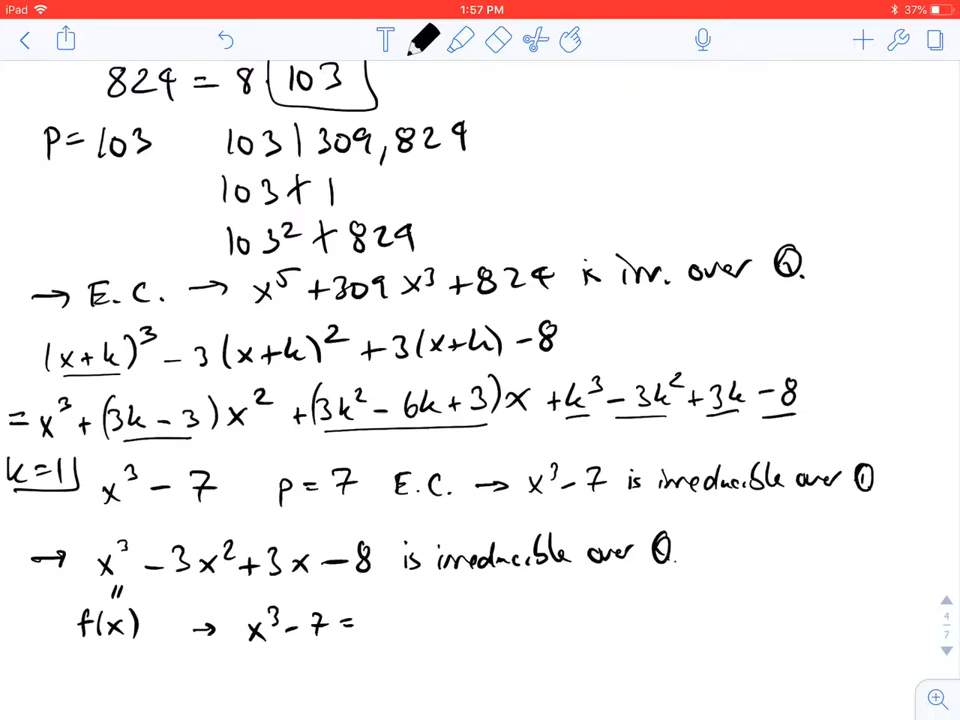 iPad 1:57 PM 37%
T
824 = 8 103
P = 103 103 | 309, 824
103 ∤ 1
103² ∤ 824
→ E.C. → x⁵ + 309x³ + 824 is irr. over Q.
(x+k)³ - 3(x+k)² + 3(x+k) - 8
= x³ + (3k - 3)x² + (3k² - 6k + 3)x + k³ - 3k² + 3k - 8
k = 1 x³ - 7 p = 7 E.C. → x³ - 7 is irreducible over Q
→ x³ - 3x² + 3x - 8 is irreducible over Q.
"
f(x) → x³ - 7 =
4
7